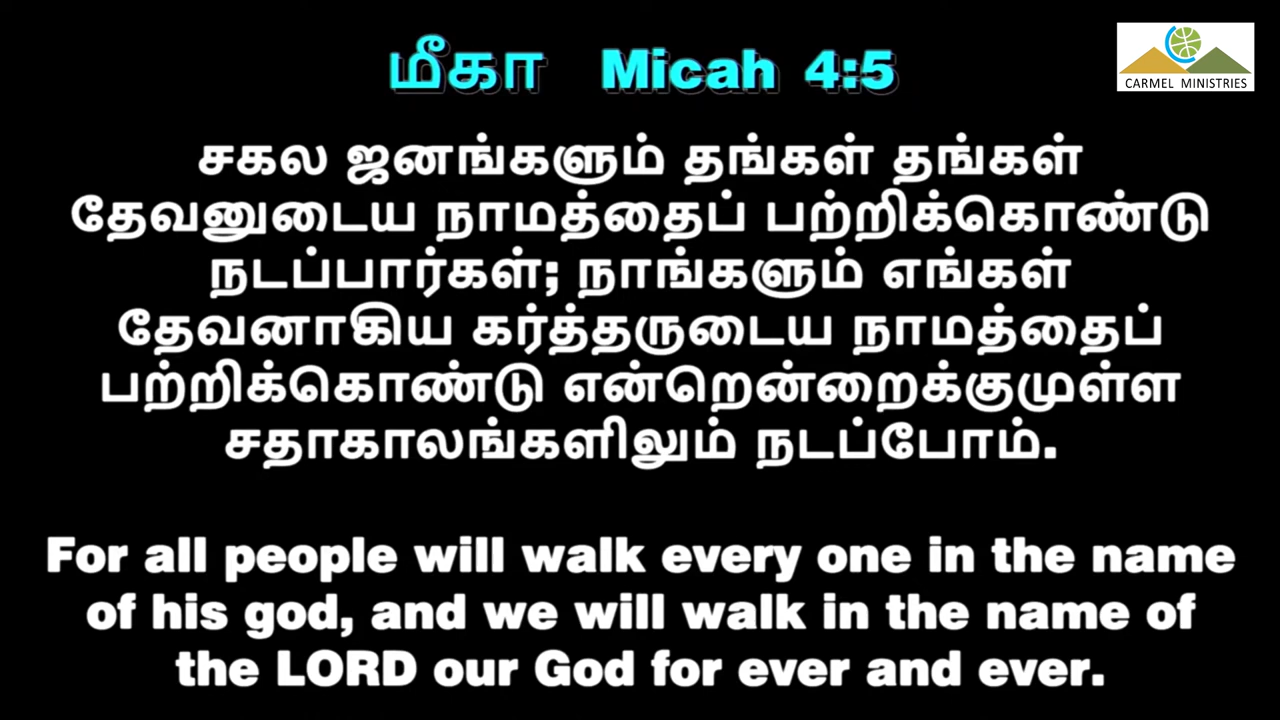 மீகா Micah 4:5
CARMEL MINISTRIES
சகல ஜனங்களும் தங்கள் தங்கள்
தேவனுடைய நாமத்தைப் பற்றிக்கொண்டு
நடப்பார்கள்; நாங்களும் எங்கள்
தேவனாகிய கர்த்தருடைய நாமத்தைப்
பற்றிக்கொண்டு என்றென்றைக்குமுள்ள
சதாகாலங்களிலும் நடப்போம்.
For all people will walk every one in the name
of his god, and we will walk in the name of
the LORD our God for ever and ever.